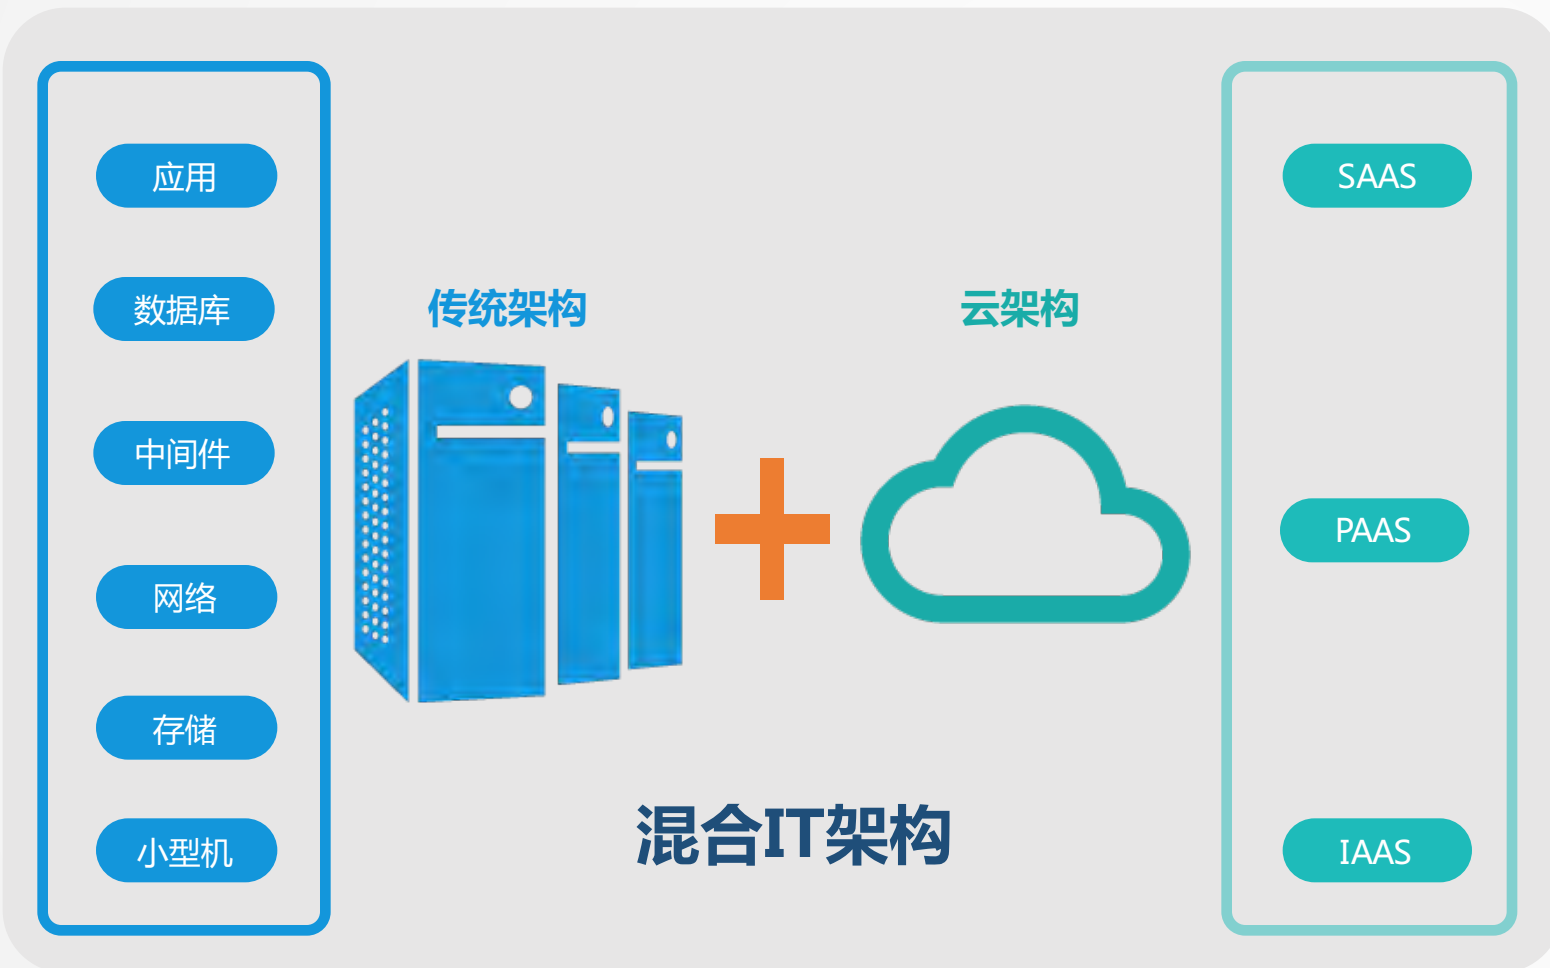 应用
数据库
中间件
网络
存储
小型机
传统架构
云架构
混合IT架构
SAAS
PAAS
IAAS